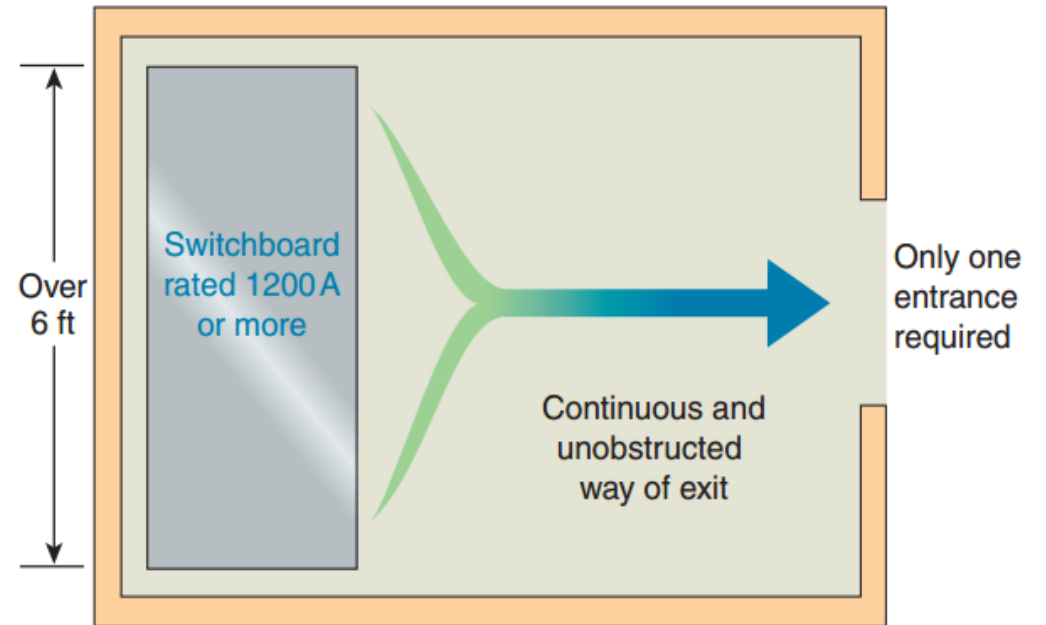 Over
6 ft
Switchboard
rated 1200 A
or more
Continuous and
unobstructed
way of exit
Only one
entrance
required